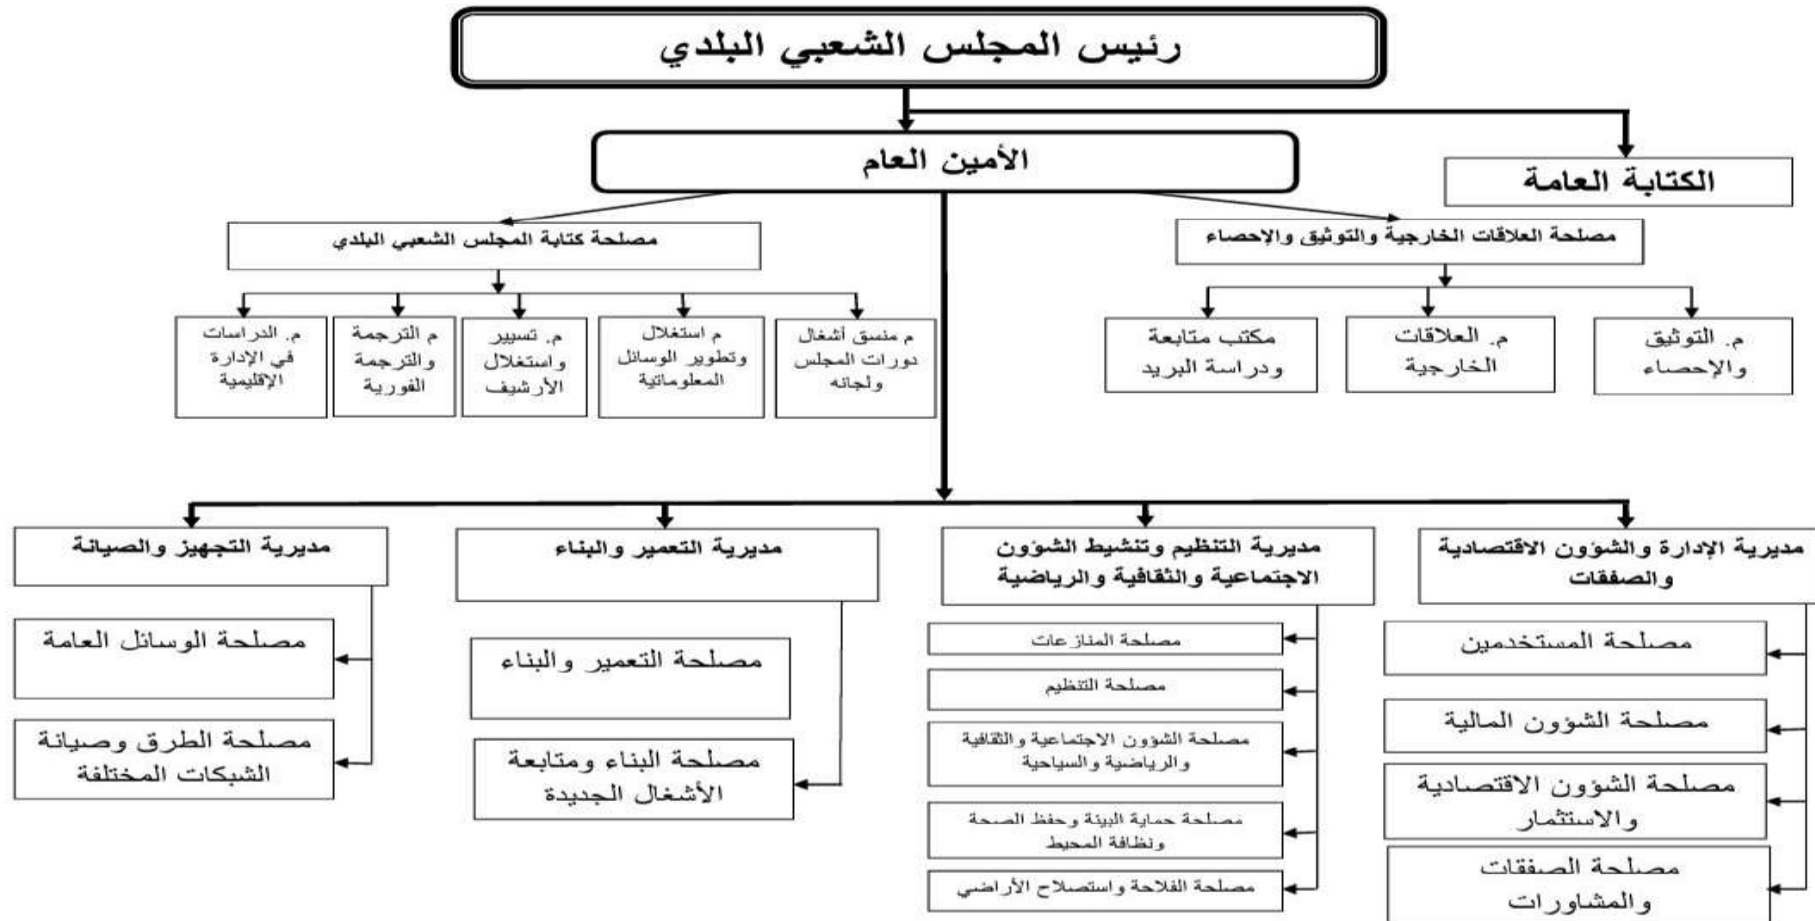 رئيس المجلس الشعبي البلدي
الأمين العام
الكتابة العامة
مصلحة العلاقات الخارجية والتوثيق والإحصاء
مصلحة كتابة المجلس الشعبي البلدي
م. التوثيق
والإحصاء
م. العلاقات
الخارجية
مكتب متابعة
ودراسة البريد
م منسق أشغال
دورات المجلس
ولجانه
م استغلال
وتطوير الوسائل
المعلوماتية
م. تسيير
واستغلال
الأرشيف
م الترجمة
والترجمة
الفورية
م. الدراسات
في الإدارة
الإقليمية
مديرية الإدارة والشؤون الاقتصادية
والصفقات
مصلحة المستخدمين
مصلحة الشؤون المالية
مصلحة الشؤون الاقتصادية
والاستثمار
مصلحة الصفقات
والمشاورات
مديرية التنظيم وتنشيط الشؤون
الاجتماعية والثقافية والرياضية
مصلحة المنازعات
مصلحة التنظيم
مصلحة الشؤون الاجتماعية والثقافية
والرياضية والسياحية
مصلحة حماية البيئة وحفظ الصحة
ونظافة المحيط
مصلحة الفلاحة واستصلاح الأراضي
مديرية التعمير والبناء
مصلحة التعمير والبناء
مصلحة البناء ومتابعة
الأشغال الجديدة
مديرية التجهيز والصيانة
مصلحة الوسائل العامة
مصلحة الطرق وصيانة
الشبكات المختلفة